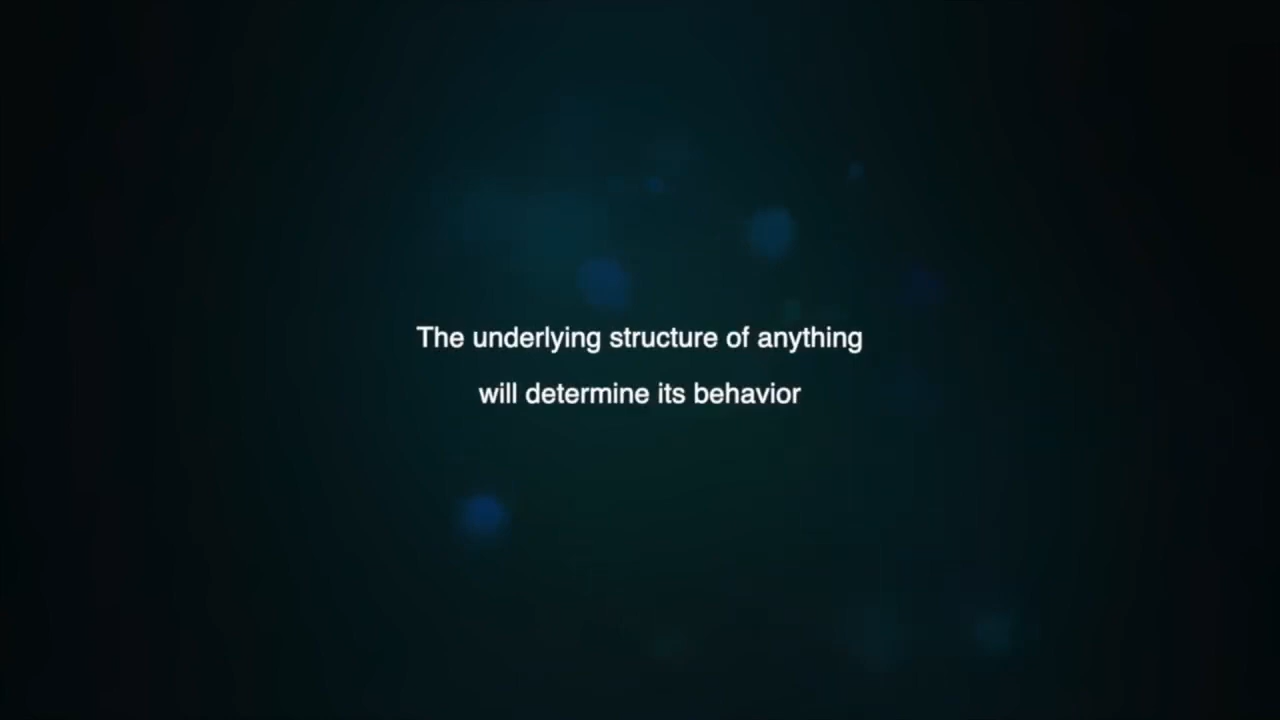 The underlying structure of anything
will determine its behavior